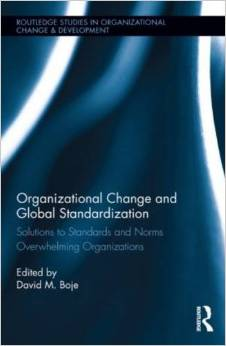 ROUTLEDGE STUDIES IN ORGANIZATIONAL
CHANGE & DEVELOPMENT
Organizational Change and
Global Standardization
Solutions to Standards and Norms
Overwhelming Organizations
Edited by
David M. Boje
Routledge